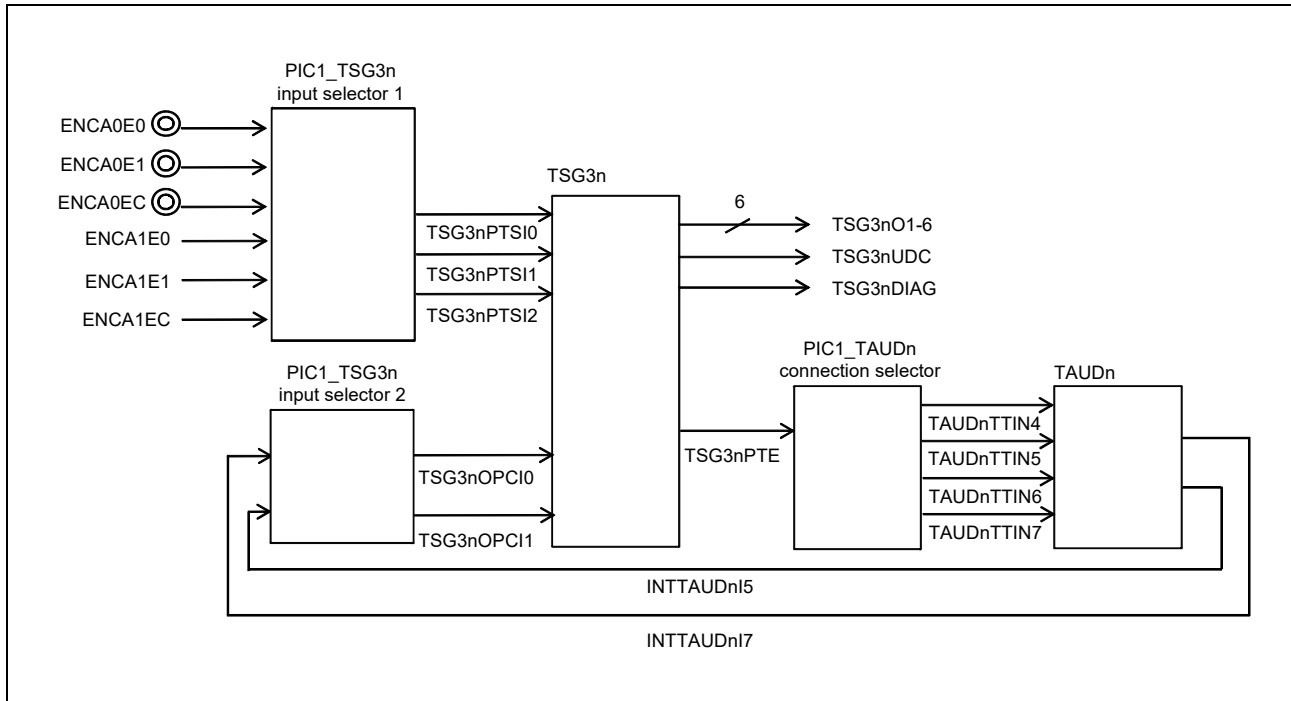 PIC1_TSG3n
input selector 1
ENCA0E0
ENCA0E1
ENCA0EC
ENCA1E0
ENCA1E1
ENCA1EC
TSG3nPTSI0
TSG3nPTSI1
TSG3nPTSI2
TSG3n
6
TSG3nO1-6
TSG3nUDC
TSG3nDIAG
PIC1_TSG3n
input selector 2
TSG3nOPCI0
TSG3nOPCI1
TSG3nPTE
PIC1_TAUDn
connection selector
TAUDn
TAUDnTTIN4
TAUDnTTIN5
TAUDnTTIN6
TAUDnTTIN7
INTTAUDnI5
INTTAUDnI7